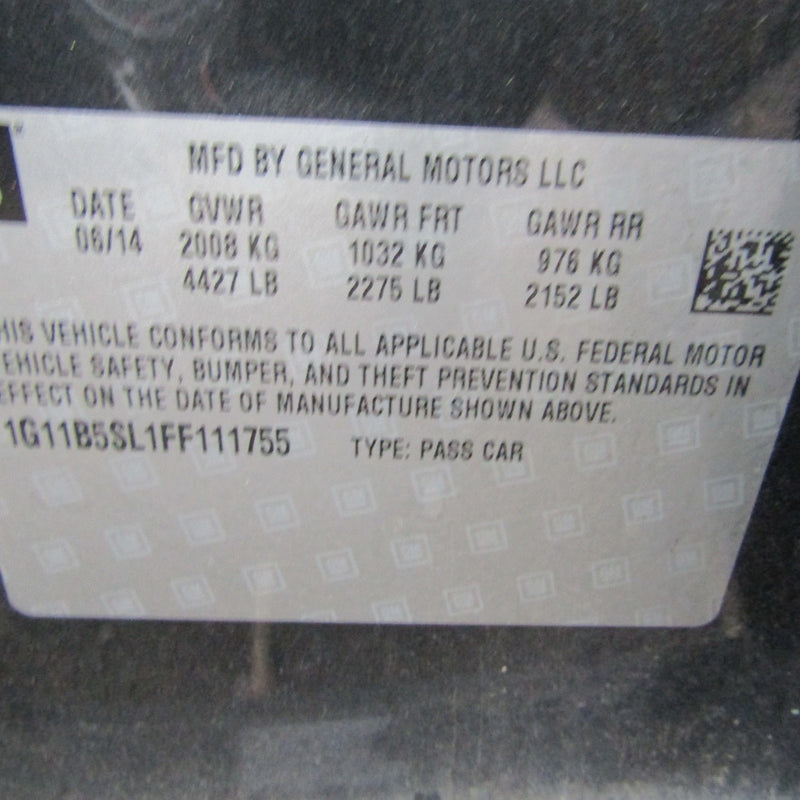 MFD BY GENERAL MOTORS LLC
DATE GVWR GAWR FRT GAWR RR
06/14 2008 KG 1032 KG 976 KG
4427 LB 2275 LB 2152 LB
HIS VEHICLE CONFORMS TO ALL APPLICABLE U.S. FEDERAL MOTOR
EHICLE SAFETY, BUMPER, AND THEFT PREVENTION STANDARDS IN
EFFECT ON THE DATE OF MANUFACTURE SHOWN ABOVE.
1G11B5SL1FF111755 TYPE: PASS CAR